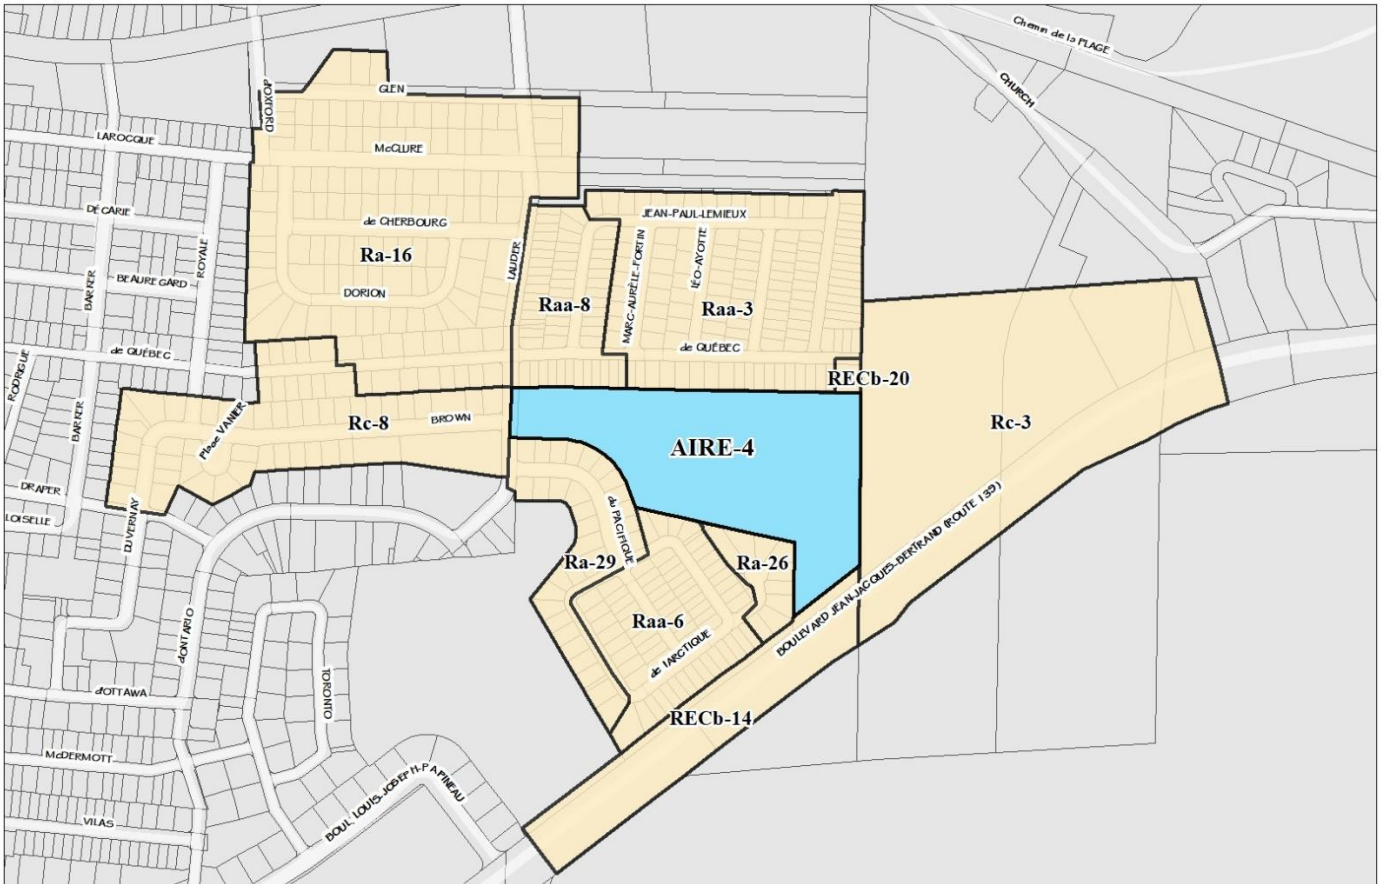 Chemin de la PLAGE
GLEN
CHURCH
d'OXFORD
LAROCQUE
McCLURE
DÉCARIE
de CHERBOURG
JEAN-PAUL-LEMIEUX
ROYALE
Ra-16
LAUDER
MARC-AURÈLE-FORTIN
LÉO-AYOTTE
BARKER
BEAUREGARD
DORION
Raa-8
Raa-3
de QUÉBEC
de QUÉBEC
RODRIGUE
RECb-20
BARKER
Place VANIER
Rc-8
BROWN
Rc-3
AIRE-4
DRAPER
LOISELLE
DUVERNAY
du PACIFIQUE
BOULEVARD JEAN-JACQUES-BERTRAND (ROUTE 139)
Ra-29
Ra-26
Raa-6
d'ONTARIO
de l'ARCTIQUE
d'OTTAWA
TORONTO
RECb-14
McDERMOTT
BOUL. LOUIS-JOSEPH-PAPINEAU
VILAS